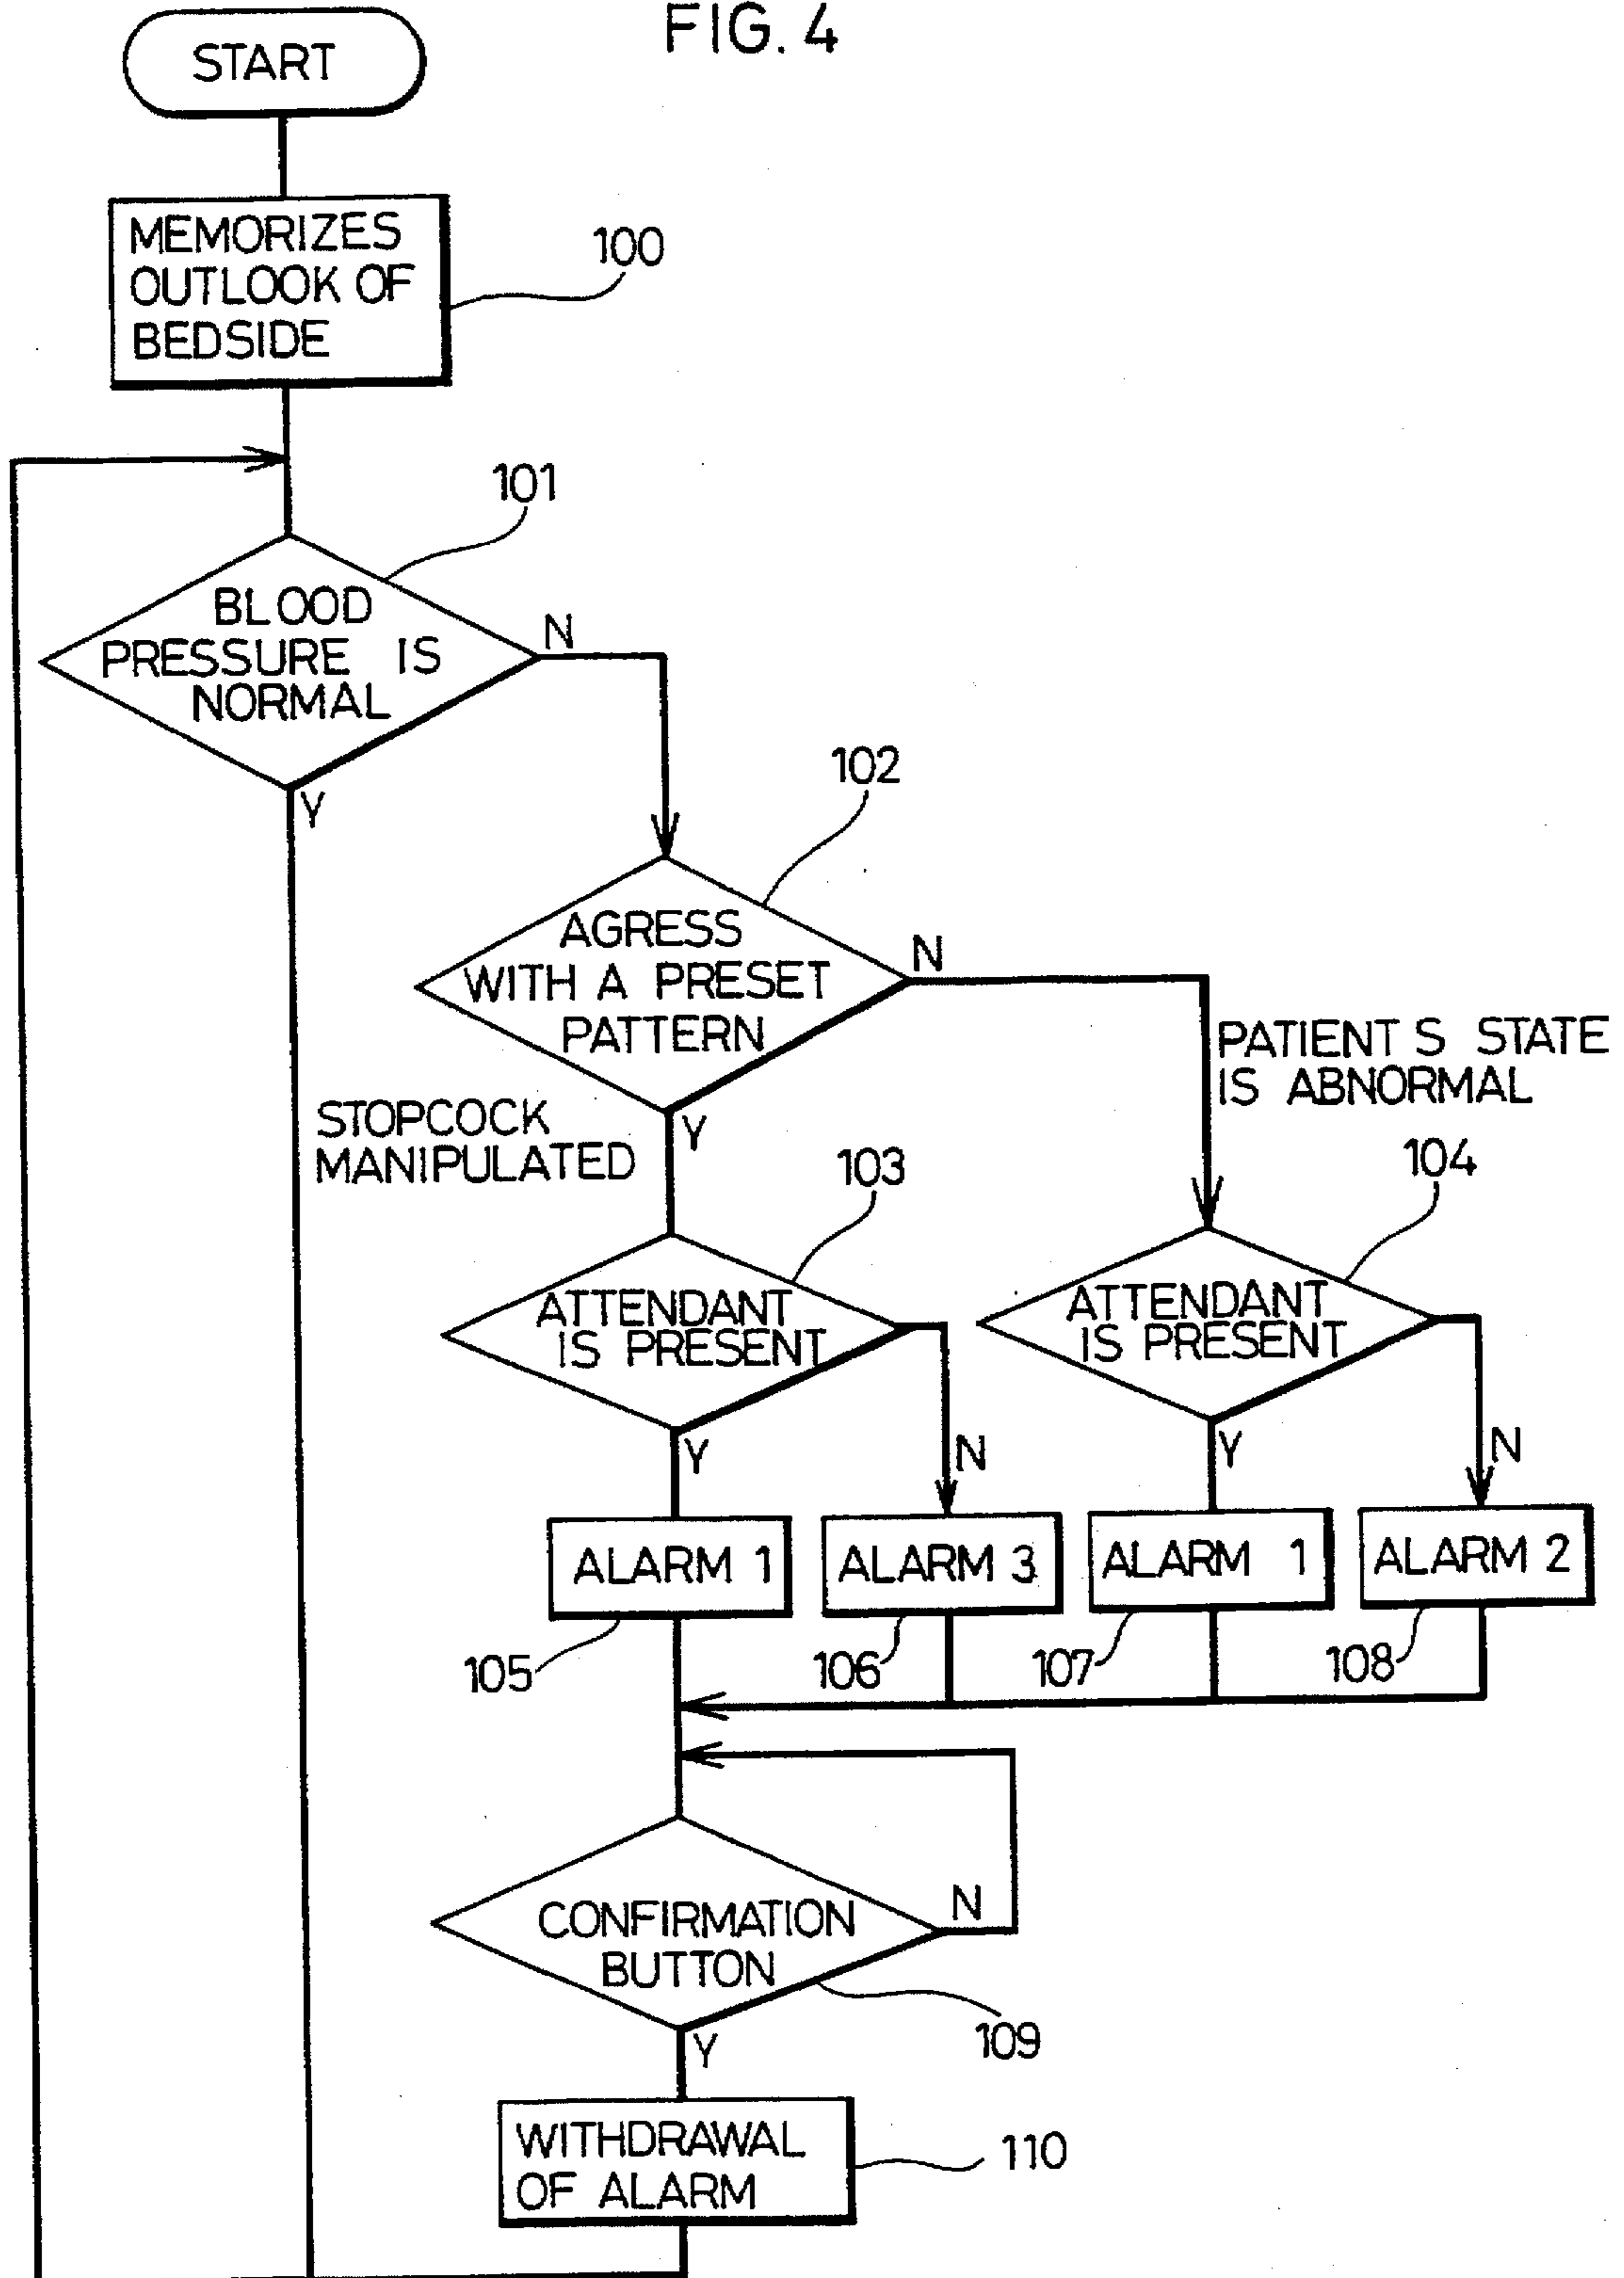 FIG. 4
START
MEMORIZES
OUTLOOK OF
BEDSIDE
100
101
BLOOD
PRESSURE IS
NORMAL
N
Y
102
AGRESS
WITH A PRESET
PATTERN
N
Y
PATIENT S STATE
IS ABNORMAL
STOPCOCK
MANIPULATED
103
104
ATTENDANT
IS PRESENT
Y
N
ATTENDANT
IS PRESENT
Y
N
ALARM 1
ALARM 3
ALARM 1
ALARM 2
105
106
107
108
CONFIRMATION
BUTTON
N
109
Y
WITHDRAWAL
OF ALARM
110